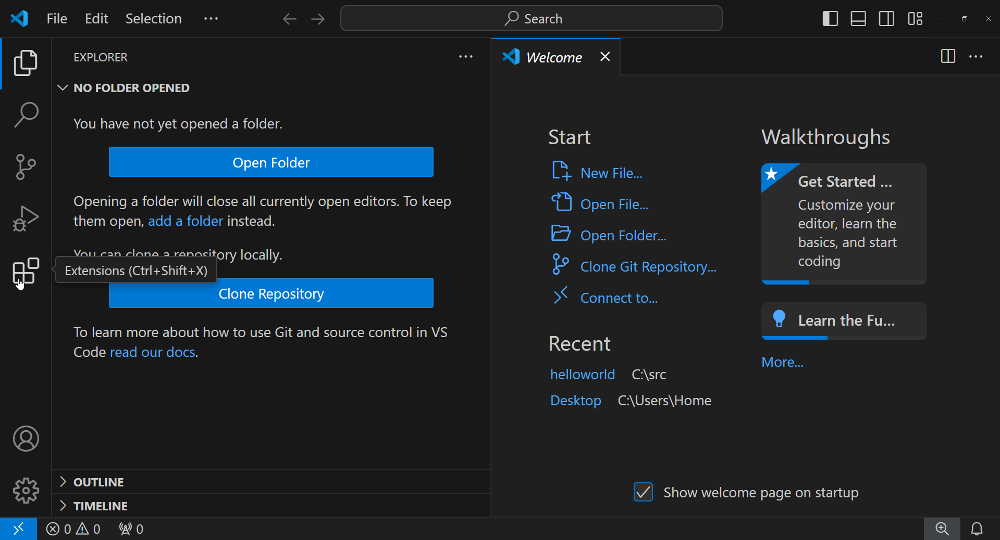 File Edit Selection ···
Search
EXPLORER
NO FOLDER OPENED
You have not yet opened a folder.
Open Folder
Opening a folder will close all currently open editors. To keep
them open, add a folder instead.
You can clone a repository locally.
Extensions (Ctrl+Shift+X)
Clone Repository
To learn more about how to use Git and source control in VS
Code read our docs.
OUTLINE
TIMELINE
Welcome
Start
New File...
Open File...
Open Folder...
Clone Git Repository...
Connect to...
Recent
helloworld C:\src
Desktop C:\Users\Home
Walkthroughs
Get Started ...
Customize your
editor, learn the
basics, and start
coding
Learn the Fu...
More...
Show welcome page on startup
0 0 0